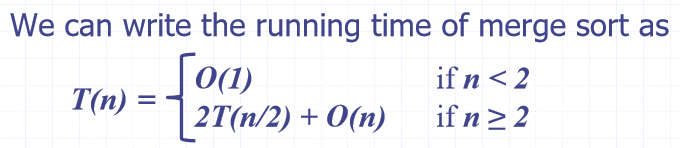 We can write the running time of merge sort as
O(1) if n < 2
T(n) =
2T(n/2) + O(n) if n ≥ 2